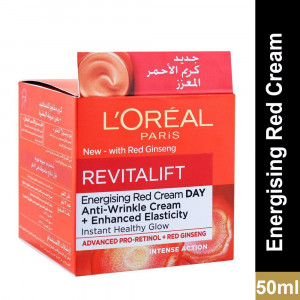 جديد
كريم الأحمر
المعزز
L'ORÉAL
PARIS
New - with Red Ginseng
REVITALIFT
Energising Red Cream DAY
Anti-Wrinkle Cream
+ Enhanced Elasticity
Instant Healthy Glow
ADVANCED PRO-RETINOL + RED GINSENG
INTENSE ACTION
Energising Red Cream
50ml